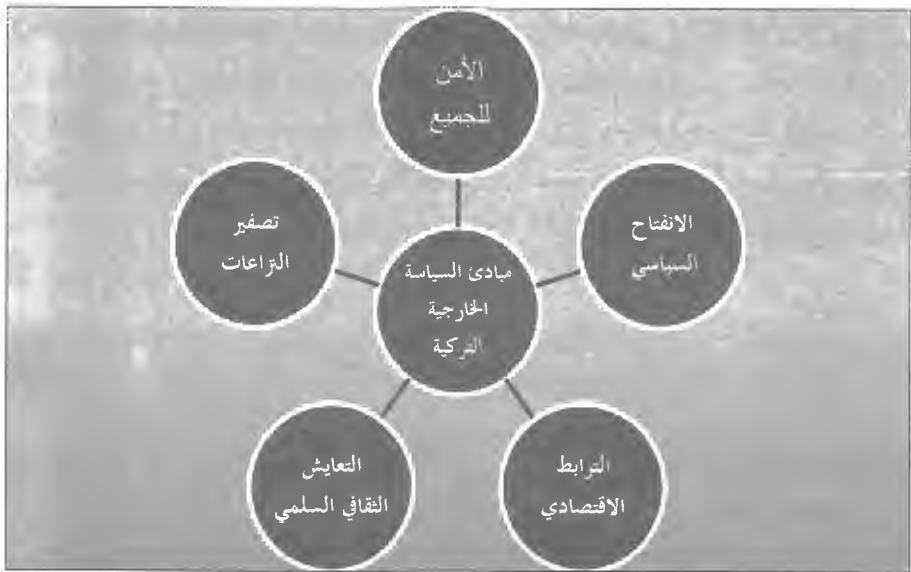 الأمن
للجميع
الانفتاح
السياسي
تصفير
النزاعات
مبادئ السياسة
الخارجية
التركية
الترابط
الاقتصادي
التعايش
الثقافي السلمي